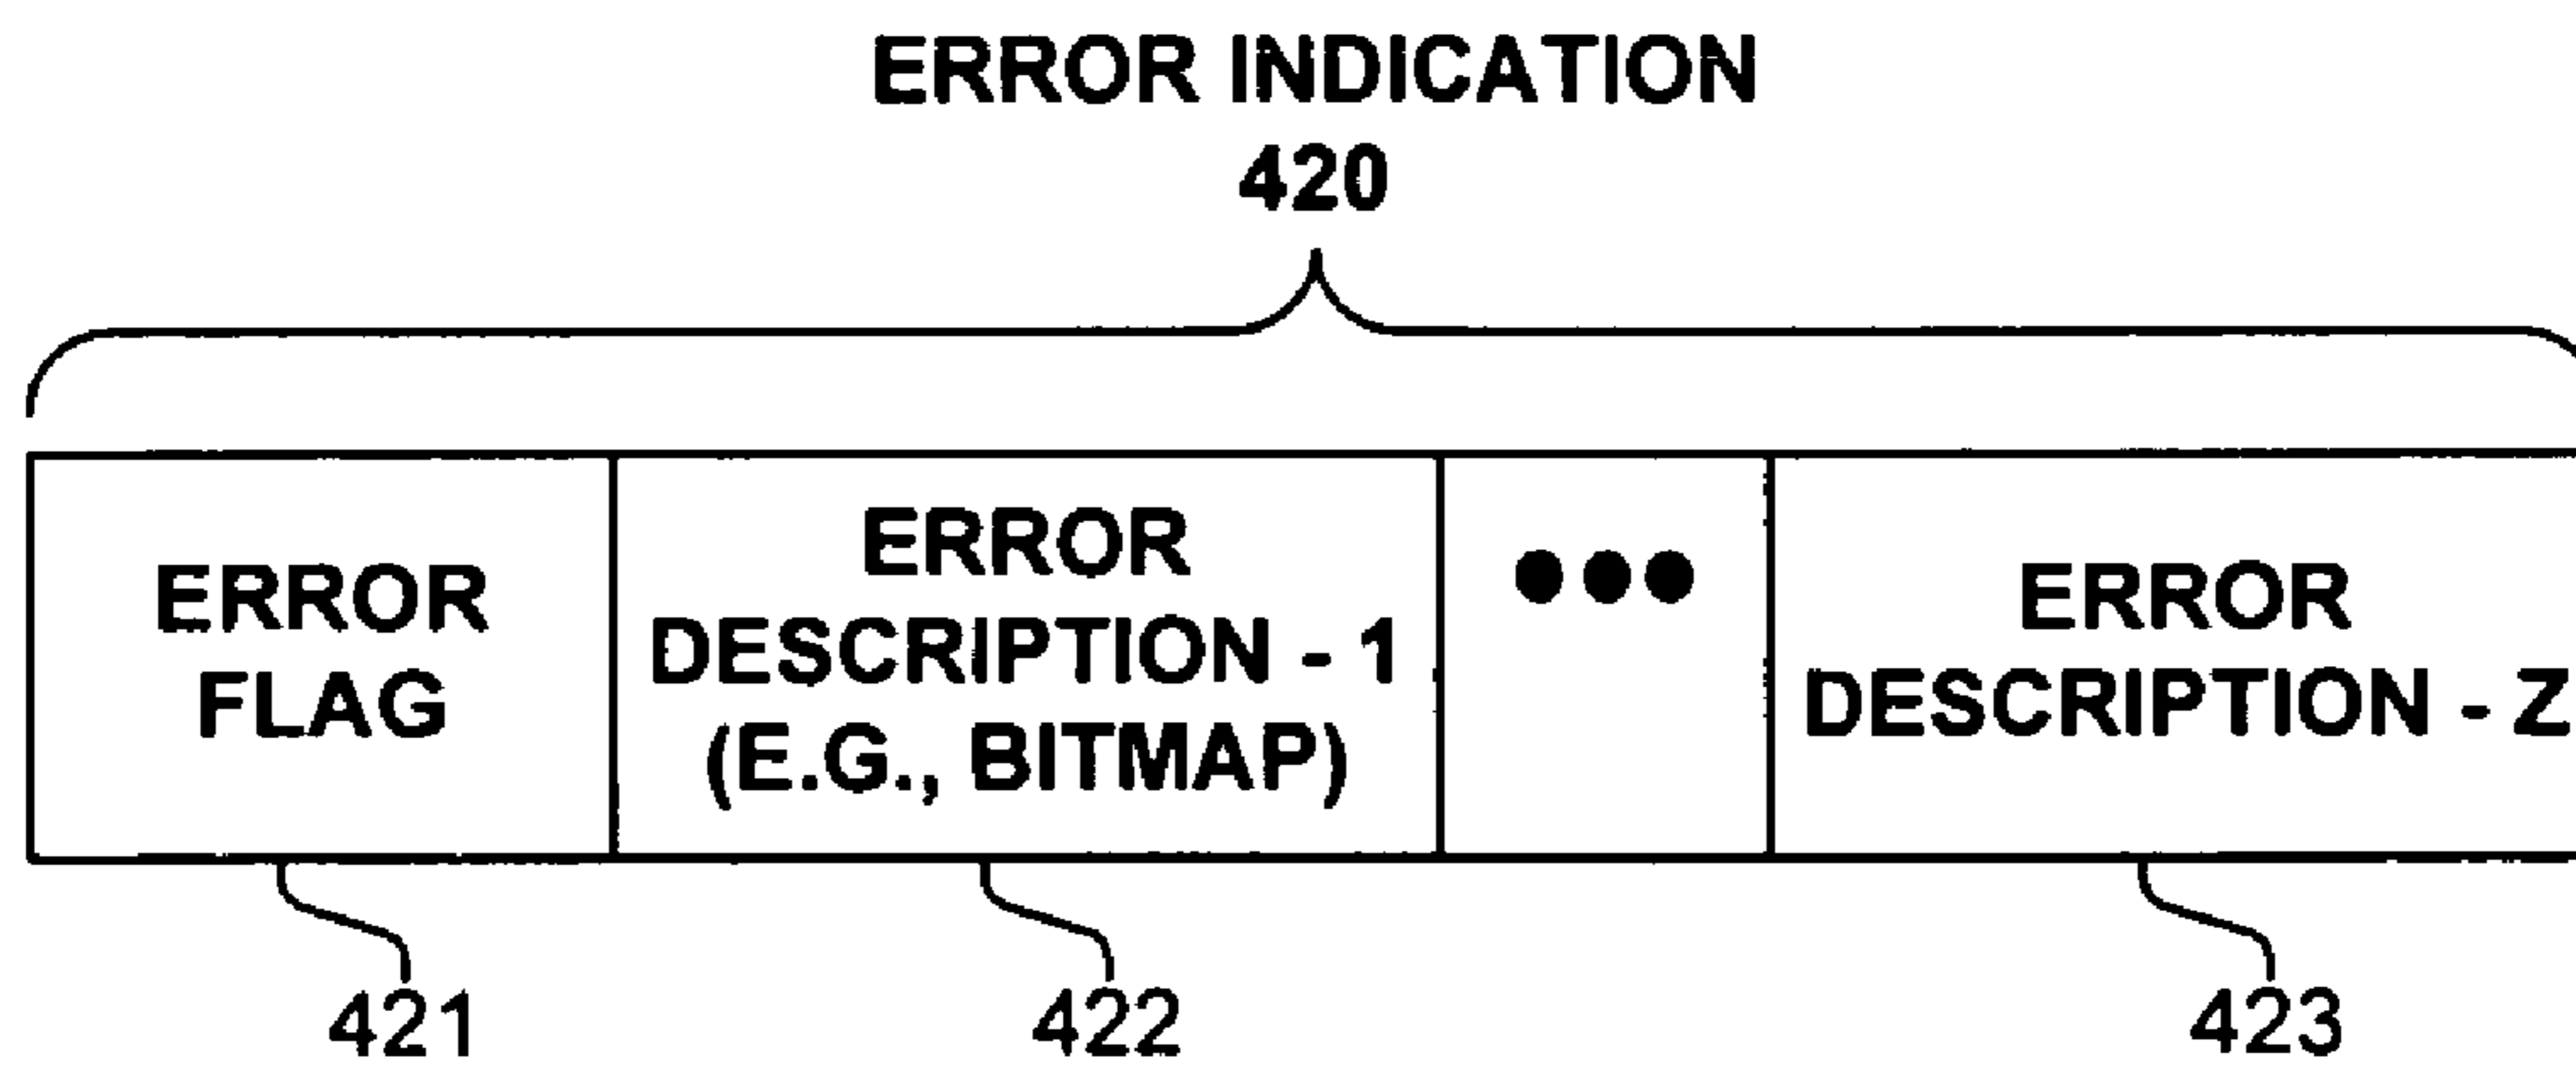 ERROR INDICATION
420
ERROR
FLAG
ERROR
DESCRIPTION - 1
(E.G., BITMAP)
●●●
ERROR
DESCRIPTION - Z
421
422
423